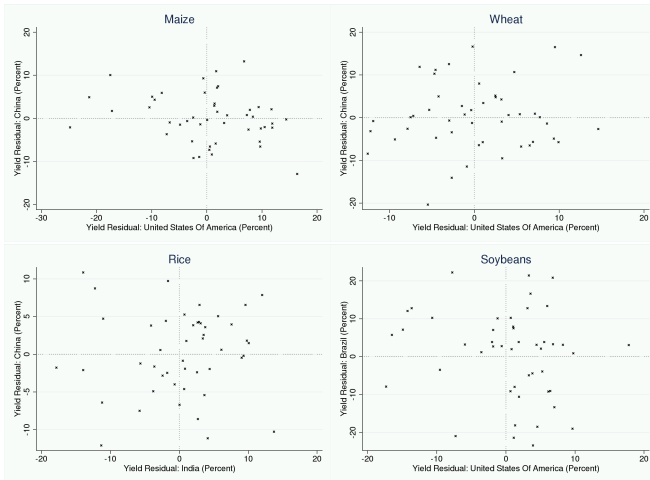 Maize
Yield Residual: China (Percent)
20
10
0
-10
-20
-30 -20 -10 0 10 20
Yield Residual: United States Of America (Percent)
Wheat
Yield Residual: China (Percent)
20
10
0
-10
-20
-10 0 10 20
Yield Residual: United States Of America (Percent)
Rice
Yield Residual: China (Percent)
10
5
0
-5
-10
-20 -10 0 10 20
Yield Residual: India (Percent)
Soybeans
Yield Residual: Brazil (Percent)
20
10
0
-10
-20
-20 -10 0 10 20
Yield Residual: United States Of America (Percent)